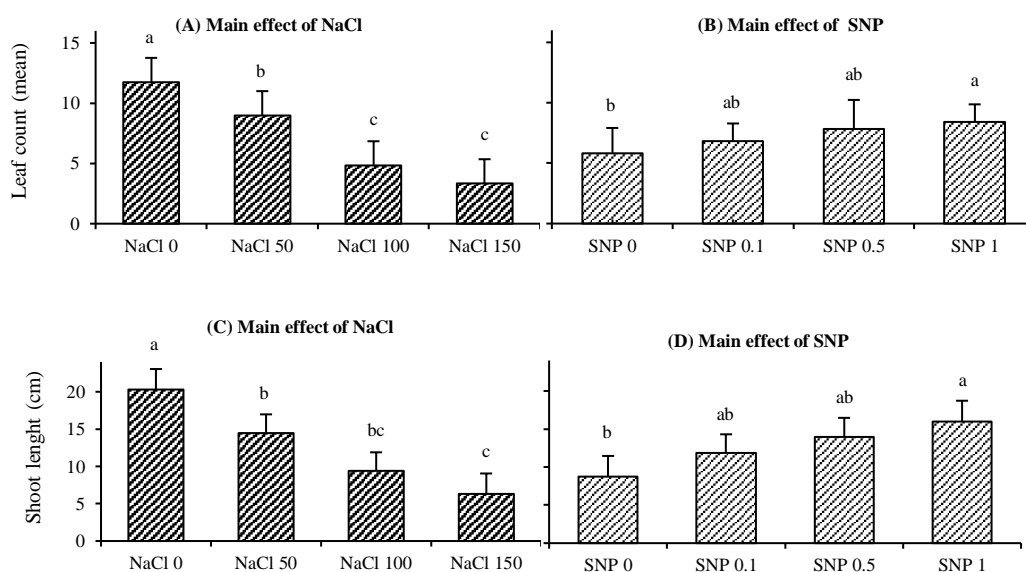 (A) Main effect of NaCl
Leaf count (mean)
15
10
5
0
a
b
c
c
NaCl 0 NaCl 50 NaCl 100 NaCl 150
(B) Main effect of SNP
b
ab
ab
a
SNP 0 SNP 0.1 SNP 0.5 SNP 1
(C) Main effect of NaCl
Shoot lenght (cm)
20
15
10
5
0
a
b
bc
c
NaCl 0 NaCl 50 NaCl 100 NaCl 150
(D) Main effect of SNP
b
ab
ab
a
SNP 0 SNP 0.1 SNP 0.5 SNP 1